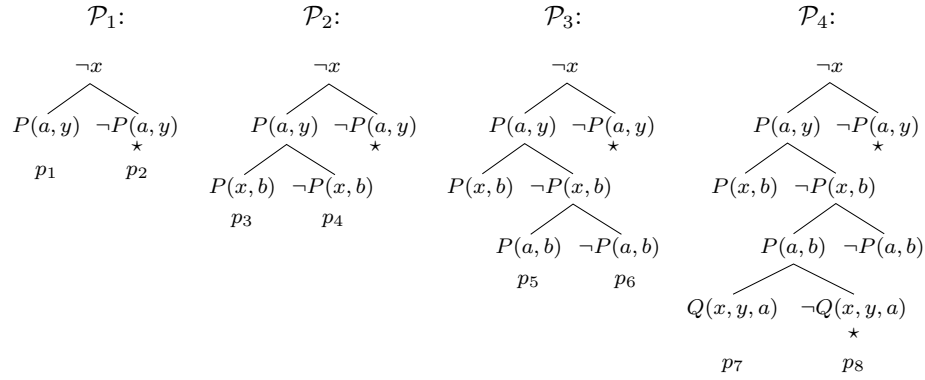 𝒫₁: 𝒫₂: 𝒫₃: 𝒫₄:
¬x ¬x ¬x ¬x
P(a, y) ¬P(a, y) P(a, y) ¬P(a, y) P(a, y) ¬P(a, y) P(a, y) ¬P(a, y)
⋆ ⋆ ⋆ ⋆
p₁ p₂
P(x, b) ¬P(x, b) P(x, b) ¬P(x, b) P(x, b) ¬P(x, b)
p₃ p₄
P(a, b) ¬P(a, b) P(a, b) ¬P(a, b)
p₅ p₆
Q(x, y, a) ¬Q(x, y, a)
⋆
p₇ p₈